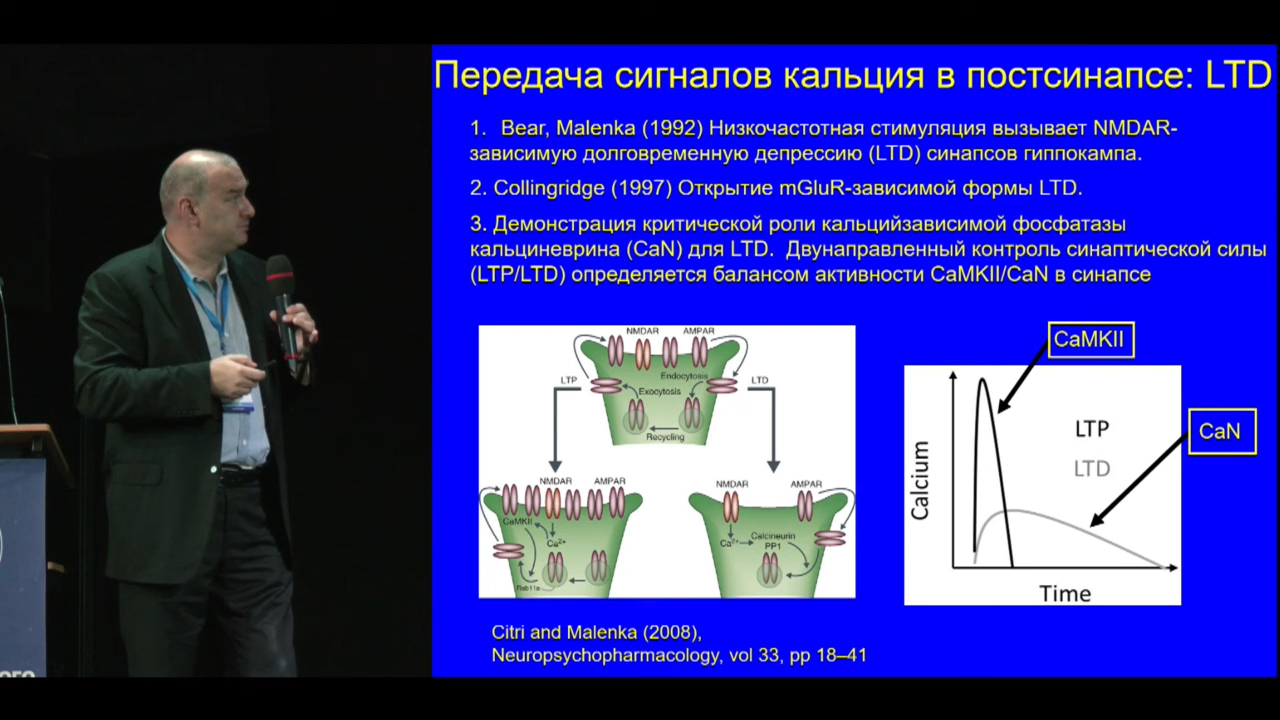 Передача сигналов кальция в постсинапсе: LTD
1. Bear, Malenka (1992) Низкочастотная стимуляция вызывает NMDAR-
зависимую долговременную депрессию (LTD) синапсов гиппокампа.
2. Collingridge (1997) Открытие mGluR-зависимой формы LTD.
3. Демонстрация критической роли кальцийзависимой фосфатазы
кальциневрина (CaN) для LTD. Двунаправленный контроль синаптической силы
(LTP/LTD) определяется балансом активности CaMKII/CaN в синапсе
NMDAR AMPAR
LTP
Endocytosis
LTD
Exocytosis
Recycling
NMDAR AMPAR
CaMKII
Ca2+
Rab11a
NMDAR AMPAR
Ca2+
Calcineurin
PP1
CaMKII
CaN
LTP
LTD
Calcium
Time
Citri and Malenka (2008),
Neuropsychopharmacology, vol 33, pp 18–41